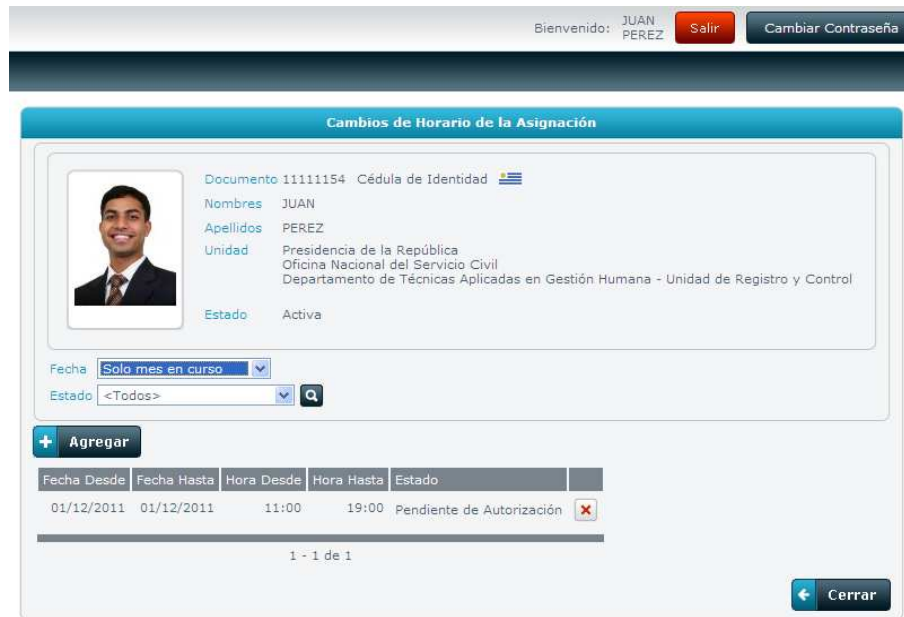 Bienvenido: JUAN PEREZ Salir Cambiar Contraseña
Cambios de Horario de la Asignación
Documento 11111154 Cédula de Identidad
Nombres JUAN
Apellidos PEREZ
Unidad Presidencia de la República
Oficina Nacional del Servicio Civil
Departamento de Técnicas Aplicadas en Gestión Humana - Unidad de Registro y Control
Estado Activa
Fecha Solo mes en curso
Estado <Todos>
+ Agregar
Fecha Desde Fecha Hasta Hora Desde Hora Hasta Estado
01/12/2011 01/12/2011 11:00 19:00 Pendiente de Autorización
1 - 1 de 1
Cerrar